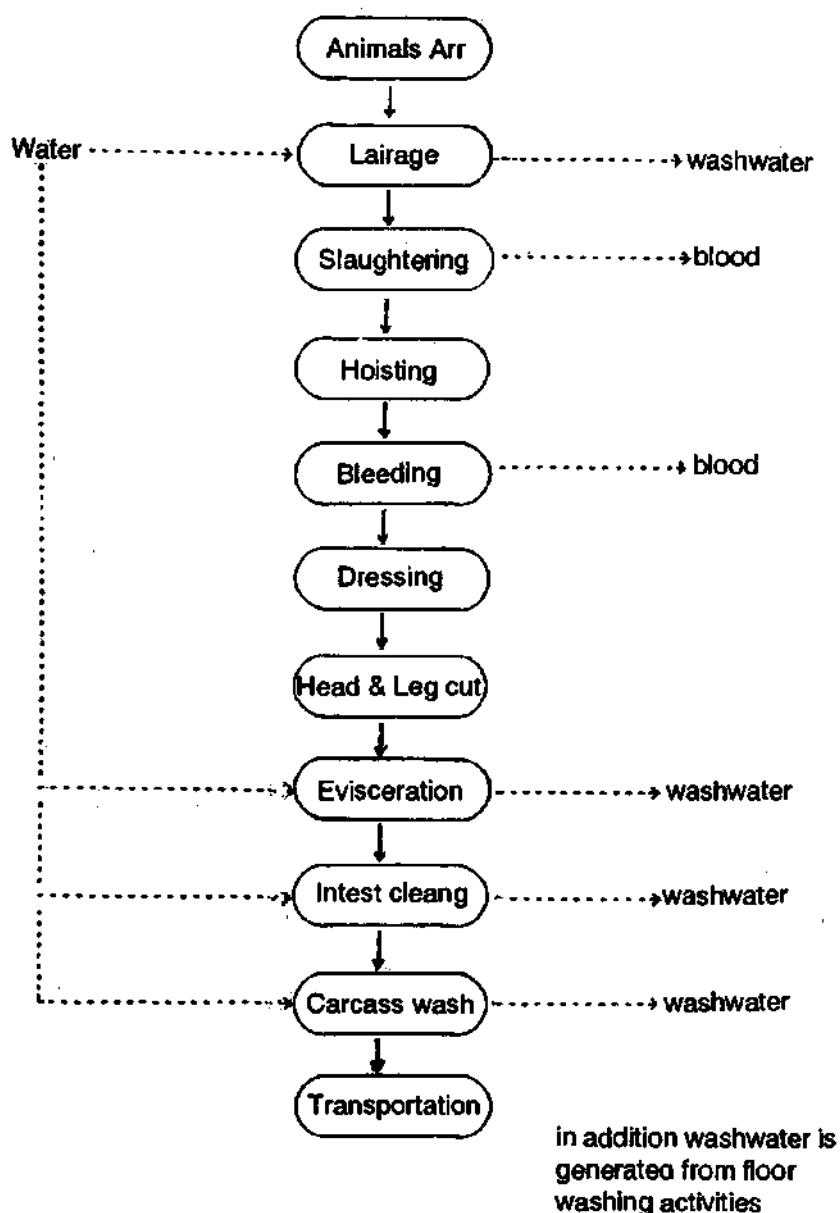 Animals Arr
Water
Lairage
washwater
Slaughtering
blood
Hoisting
Bleeding
blood
Dressing
Head & Leg cut
Evisceration
washwater
Intest cleang
washwater
Carcass wash
washwater
Transportation
in addition washwater is
generated from floor
washing activities